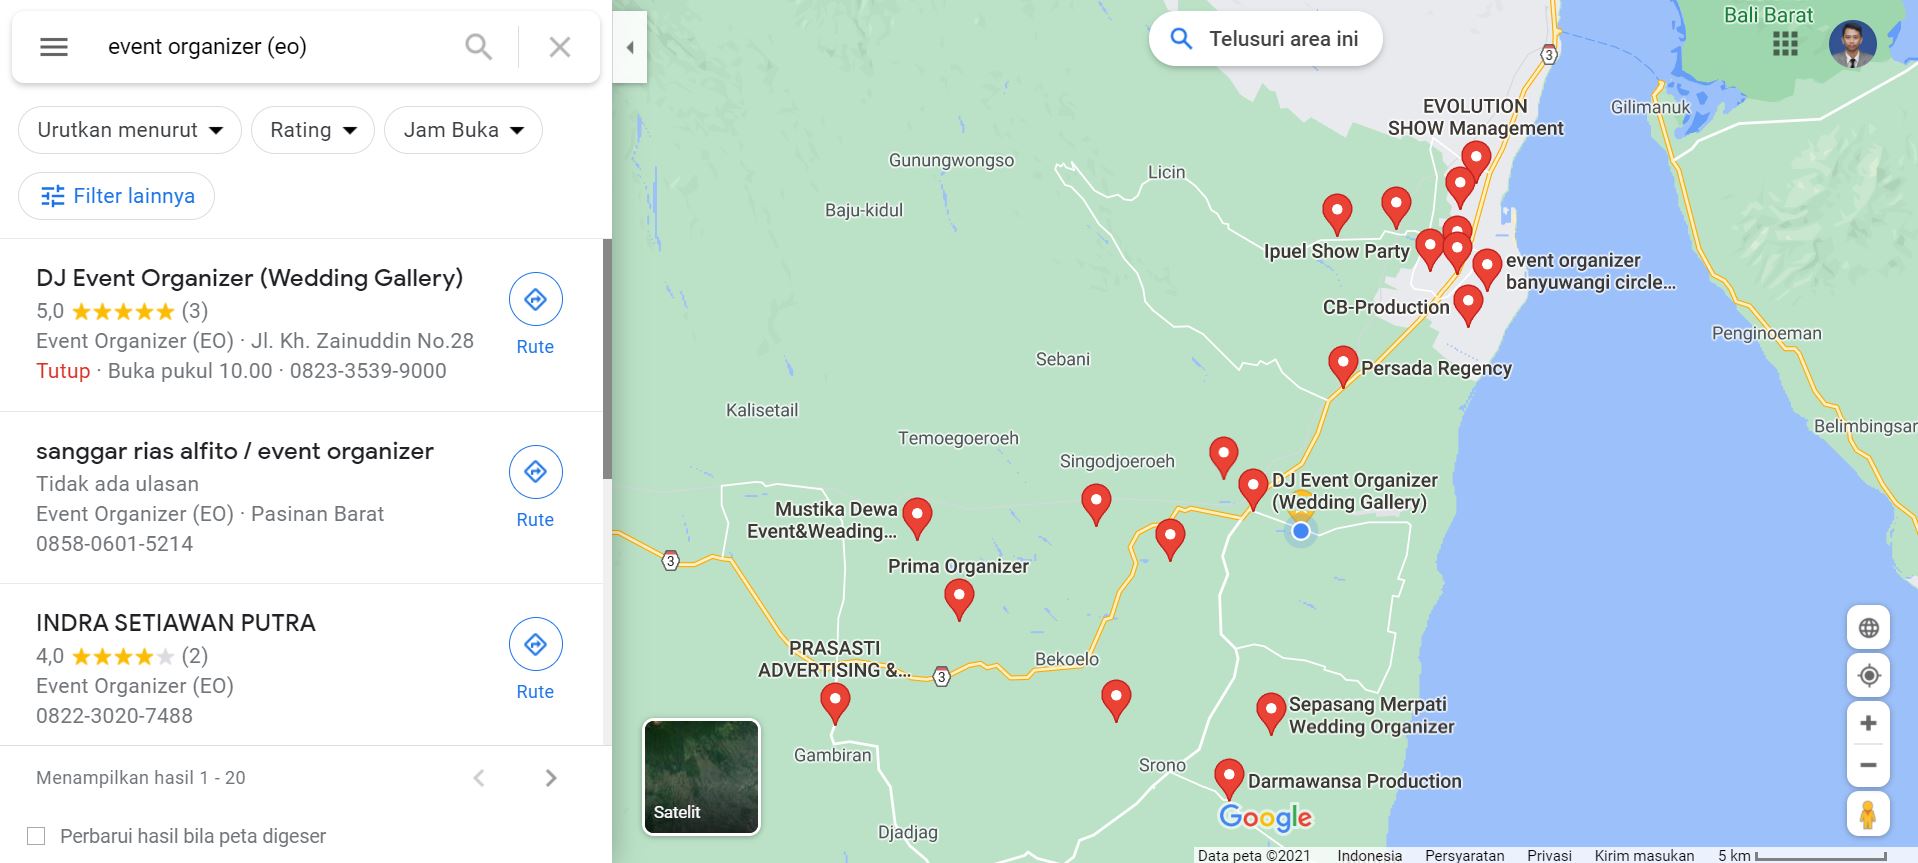 event organizer (eo)
Urutkan menurut
Rating
Jam Buka
Filter lainnya
DJ Event Organizer (Wedding Gallery)
5,0 (3)
Event Organizer (EO) · Jl. Kh. Zainuddin No.28
Tutup · Buka pukul 10.00 · 0823-3539-9000
Rute
sanggar rias alfito / event organizer
Tidak ada ulasan
Event Organizer (EO) · Pasinan Barat
0858-0601-5214
Rute
INDRA SETIAWAN PUTRA
4,0 (2)
Event Organizer (EO)
0822-3020-7488
Rute
Menampilkan hasil 1 - 20
Perbarui hasil bila peta digeser
Telusuri area ini
Bali Barat
3
EVOLUTION
SHOW Management
Gilimanuk
Gunungwongso
Licin
Baju-kidul
Ipuel Show Party
event organizer
banyuwangi circle...
CB-Production
Penginoeman
Sebani
Persada Regency
Kalisetail
Belimbingsar
Temoegoeroeh
Singodjoeroeh
DJ Event Organizer
(Wedding Gallery)
Mustika Dewa
Event&Weading...
3
Prima Organizer
PRASASTI
ADVERTISING &...
3
Bekoelo
Sepasang Merpati
Wedding Organizer
Gambiran
Srono
Darmawansa Production
Satelit
Google
Djadjag
Data peta ©2021 Indonesia Persyaratan Privasi Kirim masukan 5 km